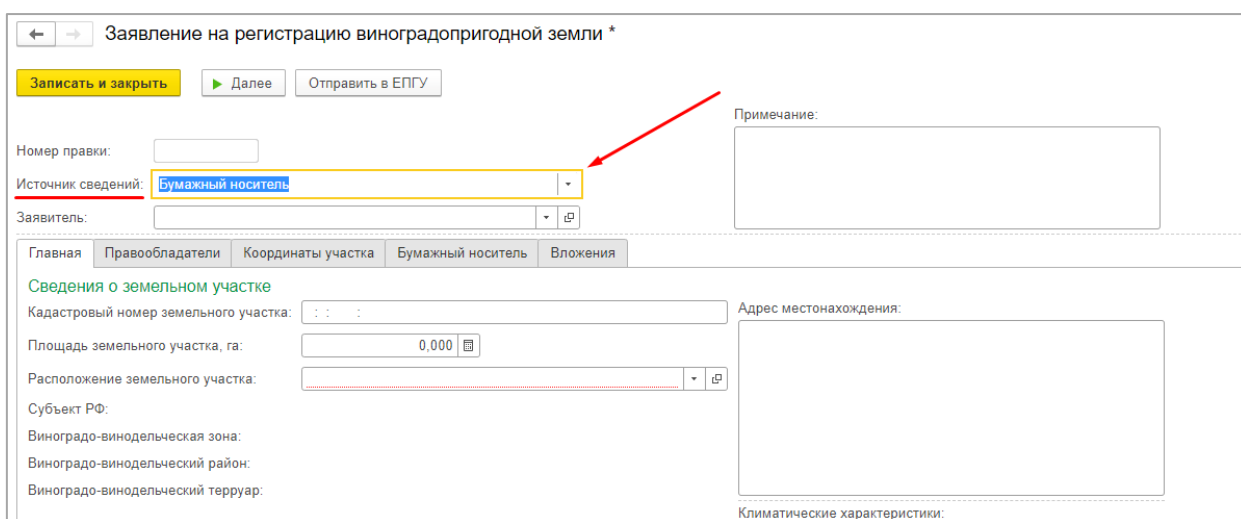 Заявление на регистрацию виноградопригодной земли *
Записать и закрыть
Далее
Отправить в ЕПГУ
Примечание:
Номер правки:
Источник сведений: Бумажный носитель
Заявитель:
Главная
Правообладатели
Координаты участка
Бумажный носитель
Вложения
Сведения о земельном участке
Кадастровый номер земельного участка: : : :
Адрес местонахождения:
Площадь земельного участка, га: 0,000
Расположение земельного участка:
Субъект РФ:
Виноградо-винодельческая зона:
Виноградо-винодельческий район:
Виноградо-винодельческий терруар:
Климатические характеристики: